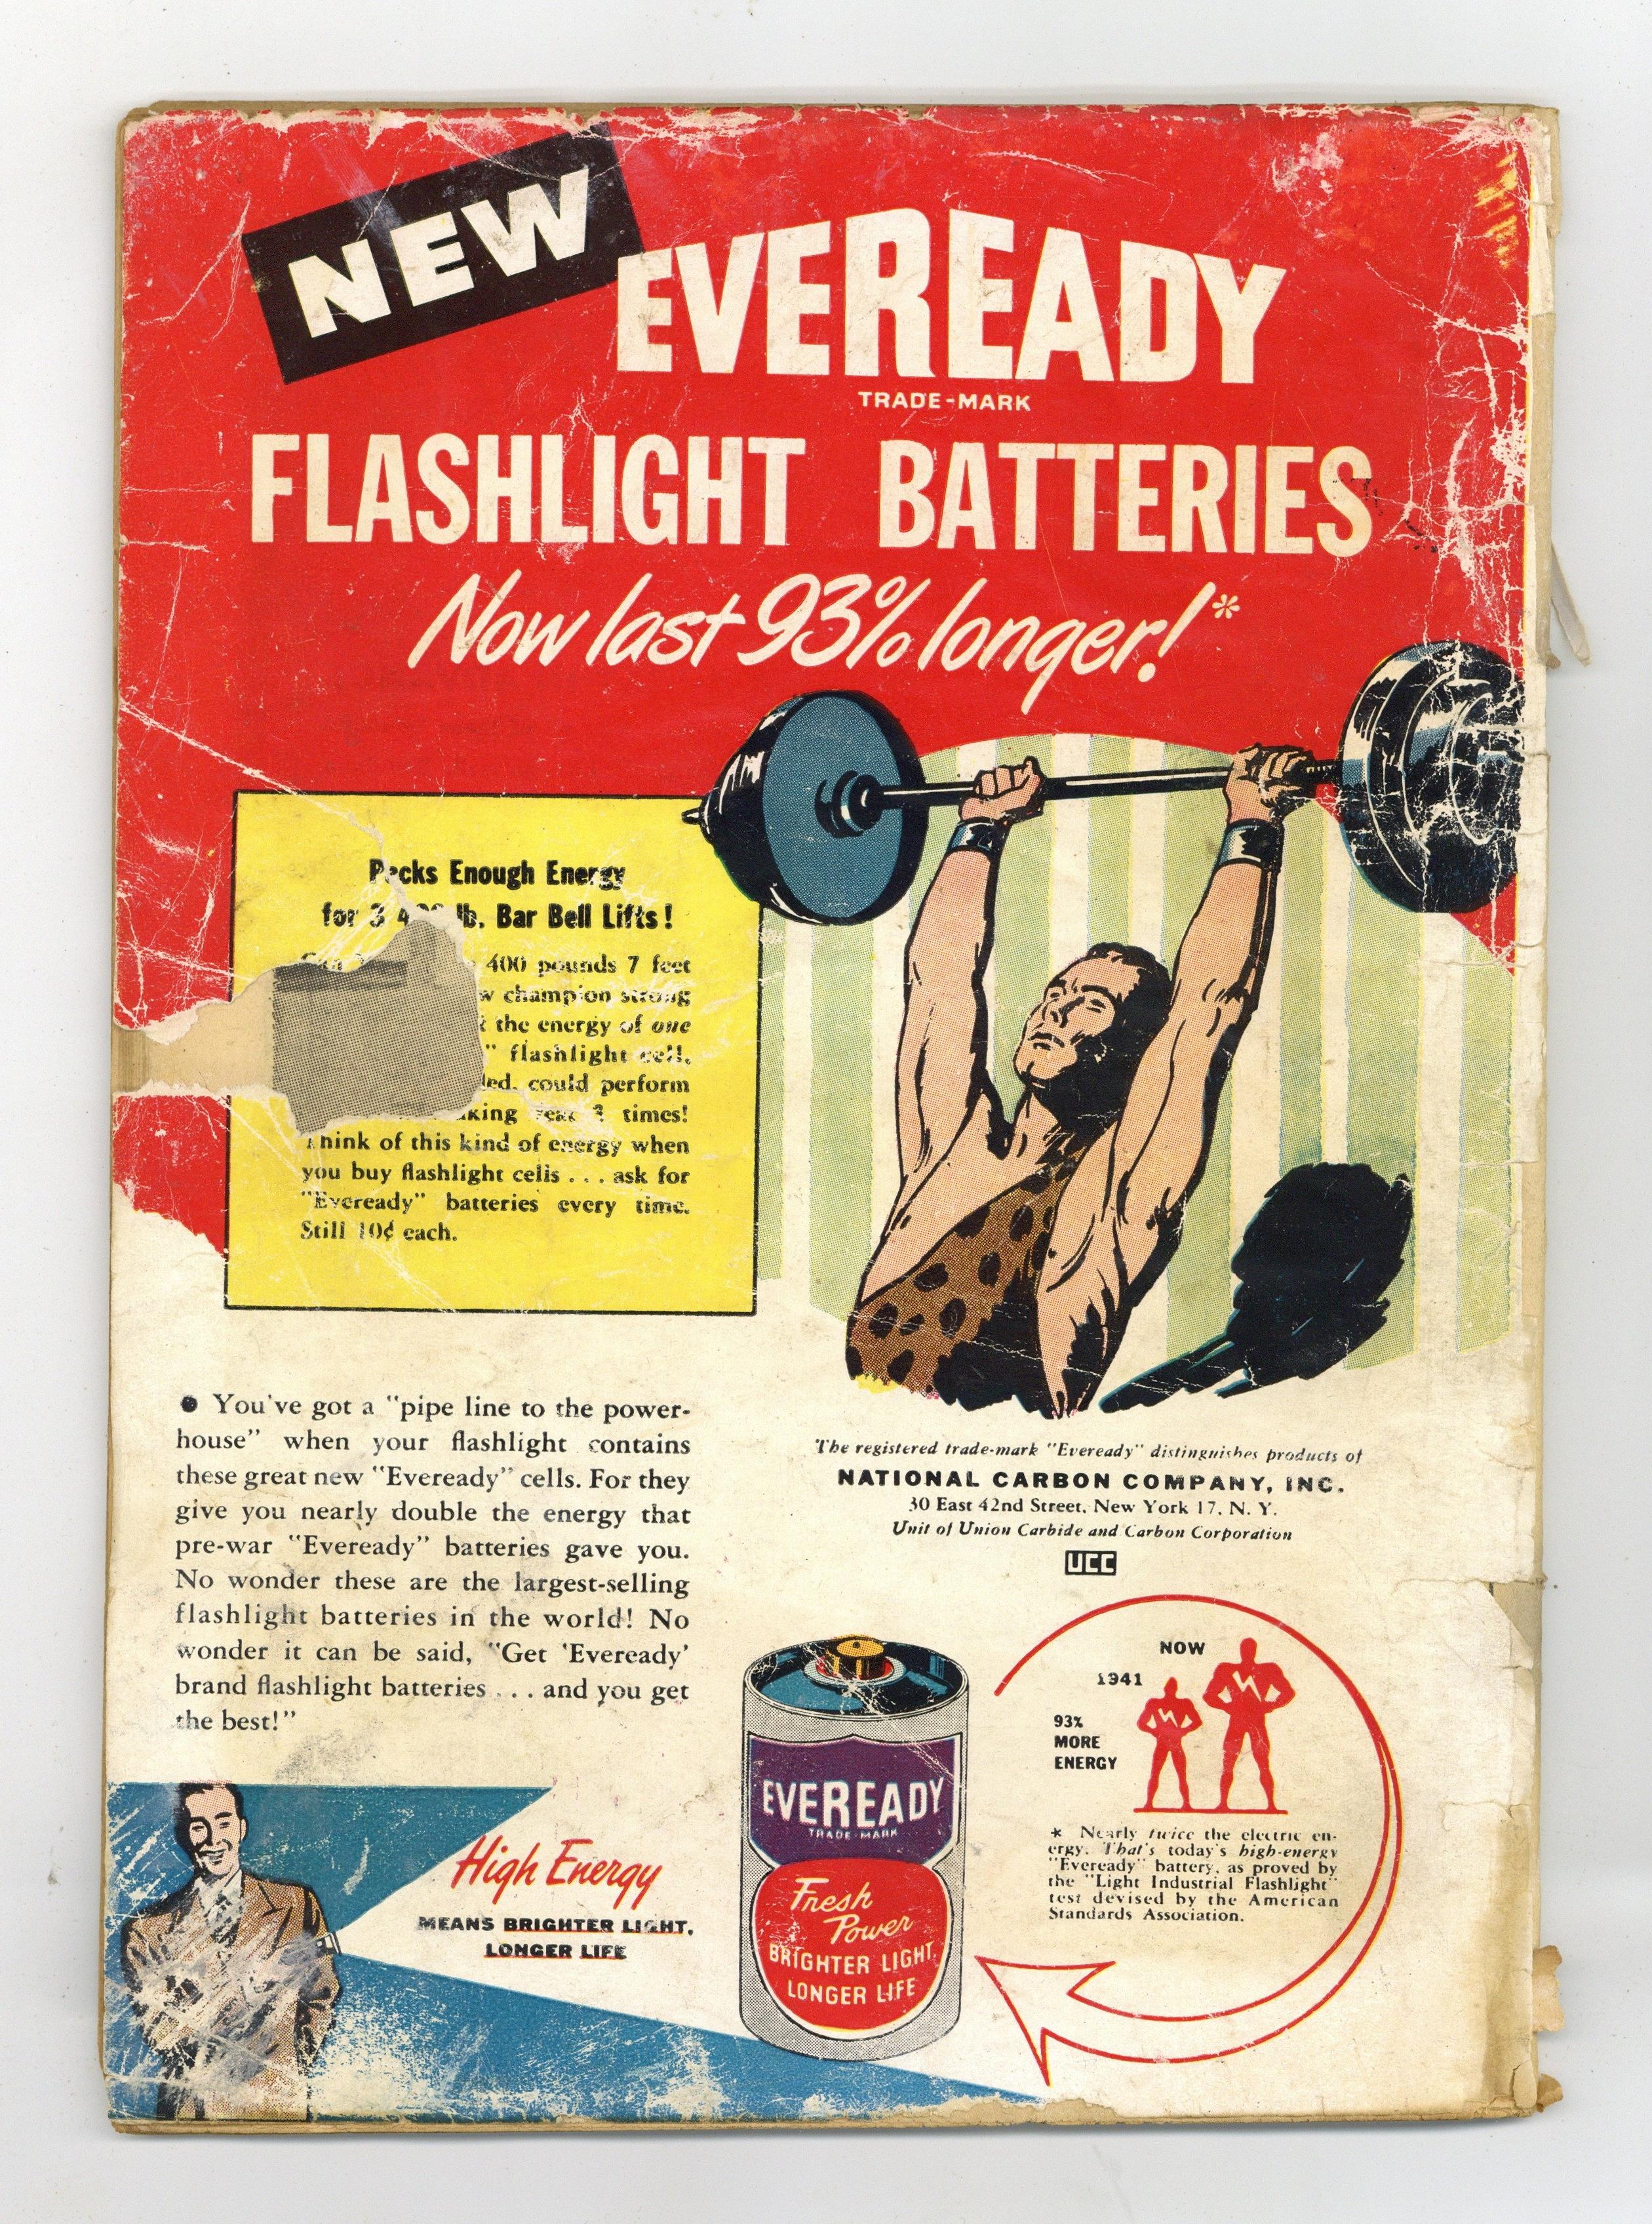 NEW
EVEREADY
TRADE-MARK
FLASHLIGHT BATTERIES
Now last 93% longer!*
Packs Enough Energy
for 3 lb. Bar Bell Lifts!
400 pounds 7 feet
champion strong
the energy of one
" flashlight cell,
could perform
times!
Think of this kind of energy when
you buy flashlight cells . . . ask for
"Eveready" batteries every time.
Still 10¢ each.
● You've got a "pipe line to the power-
house" when your flashlight contains
these great new "Eveready" cells. For they
give you nearly double the energy that
pre-war "Eveready" batteries gave you.
No wonder these are the largest-selling
flashlight batteries in the world! No
wonder it can be said, "Get 'Eveready'
brand flashlight batteries . . . and you get
the best!"
The registered trade-mark "Eveready" distinguishes products of
NATIONAL CARBON COMPANY, INC.
30 East 42nd Street, New York 17, N. Y.
Unit of Union Carbide and Carbon Corporation
UCC
High Energy
MEANS BRIGHTER LIGHT,
LONGER LIFE
EVEREADY
TRADE-MARK
Fresh
Power
BRIGHTER LIGHT
LONGER LIFE
NOW
1941
93%
MORE
ENERGY
* Nearly twice the electric en-
ergy. That's today's high-energy
"Eveready" battery, as proved by
the "Light Industrial Flashlight"
test devised by the American
Standards Association.